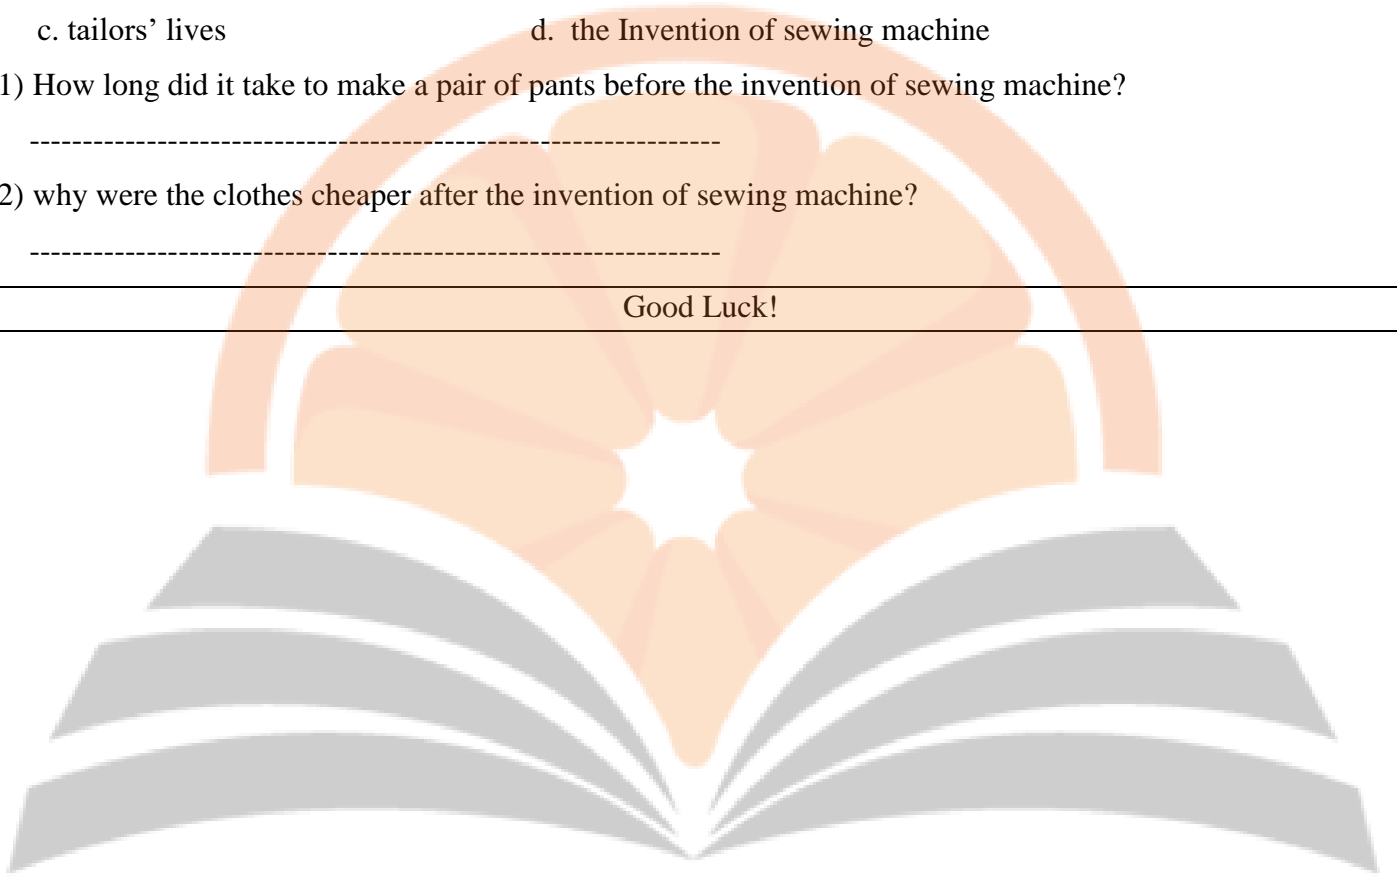 c. tailors’ lives d. the Invention of sewing machine
1) How long did it take to make a pair of pants before the invention of sewing machine?
------------------------------------------------------------------
2) why were the clothes cheaper after the invention of sewing machine?
------------------------------------------------------------------
Good Luck!